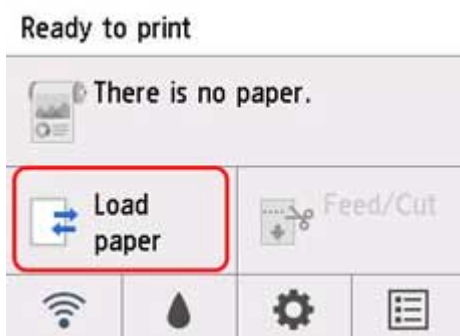 Ready to print
There is no paper.
Load
paper
Feed/Cut